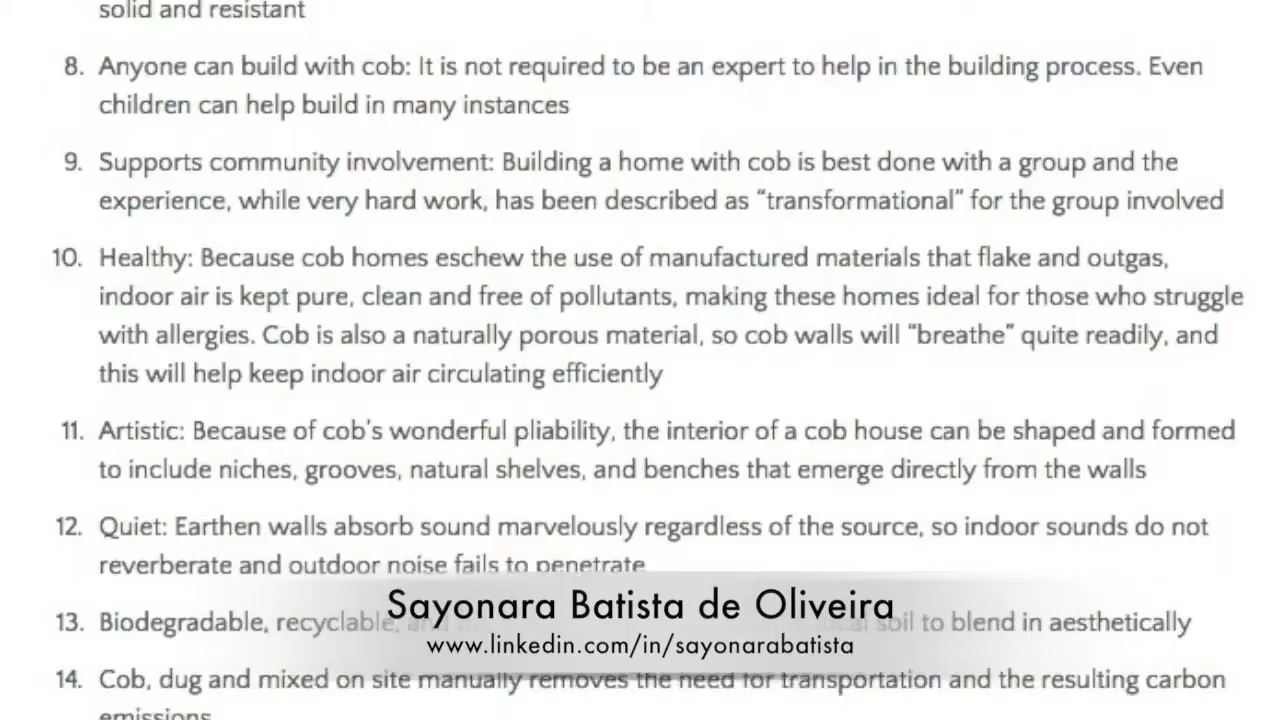 solid and resistant
8. Anyone can build with cob: It is not required to be an expert to help in the building process. Even
children can help build in many instances
9. Supports community involvement: Building a home with cob is best done with a group and the
experience, while very hard work, has been described as “transformational” for the group involved
10. Healthy: Because cob homes eschew the use of manufactured materials that flake and outgas,
indoor air is kept pure, clean and free of pollutants, making these homes ideal for those who struggle
with allergies. Cob is also a naturally porous material, so cob walls will “breathe” quite readily, and
this will help keep indoor air circulating efficiently
11. Artistic: Because of cob’s wonderful pliability, the interior of a cob house can be shaped and formed
to include niches, grooves, natural shelves, and benches that emerge directly from the walls
12. Quiet: Earthen walls absorb sound marvelously regardless of the source, so indoor sounds do not
reverberate and outdoor noise fails to penetrate
Sayonara Batista de Oliveira
13. Biodegradable, recyclable, and soil to blend in aesthetically
www.linkedin.com/in/sayonarabatista
14. Cob, dug and mixed on site manually removes the need for transportation and the resulting carbon
emissions